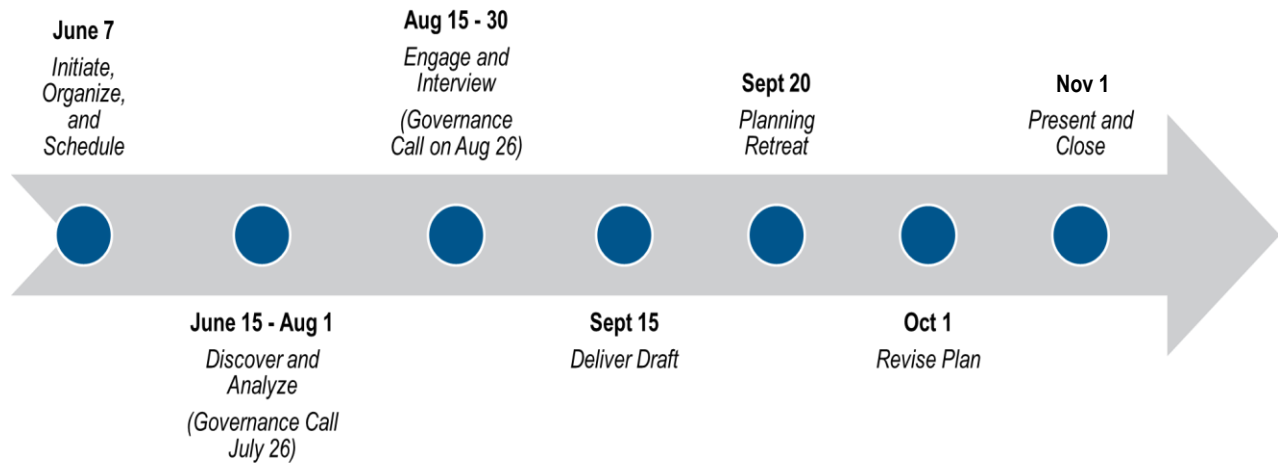 June 7
Initiate,
Organize,
and
Schedule
June 15 - Aug 1
Discover and
Analyze
(Governance Call
July 26)
Aug 15 - 30
Engage and
Interview
(Governance
Call on Aug 26)
Sept 15
Deliver Draft
Sept 20
Planning
Retreat
Oct 1
Revise Plan
Nov 1
Present and
Close